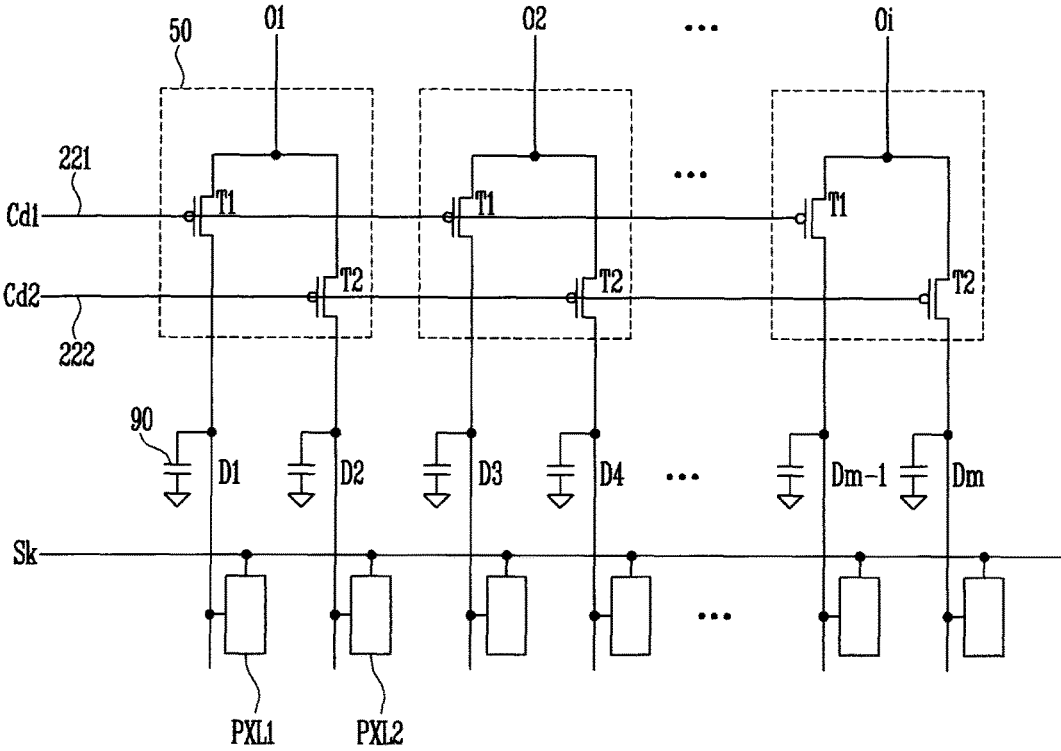 50
O1
O2
...
Oi
221
Cd1
T1
T1
...
T1
Cd2
T2
T2
T2
222
90
D1
D2
D3
D4
...
Dm-1
Dm
Sk
...
PXL1
PXL2